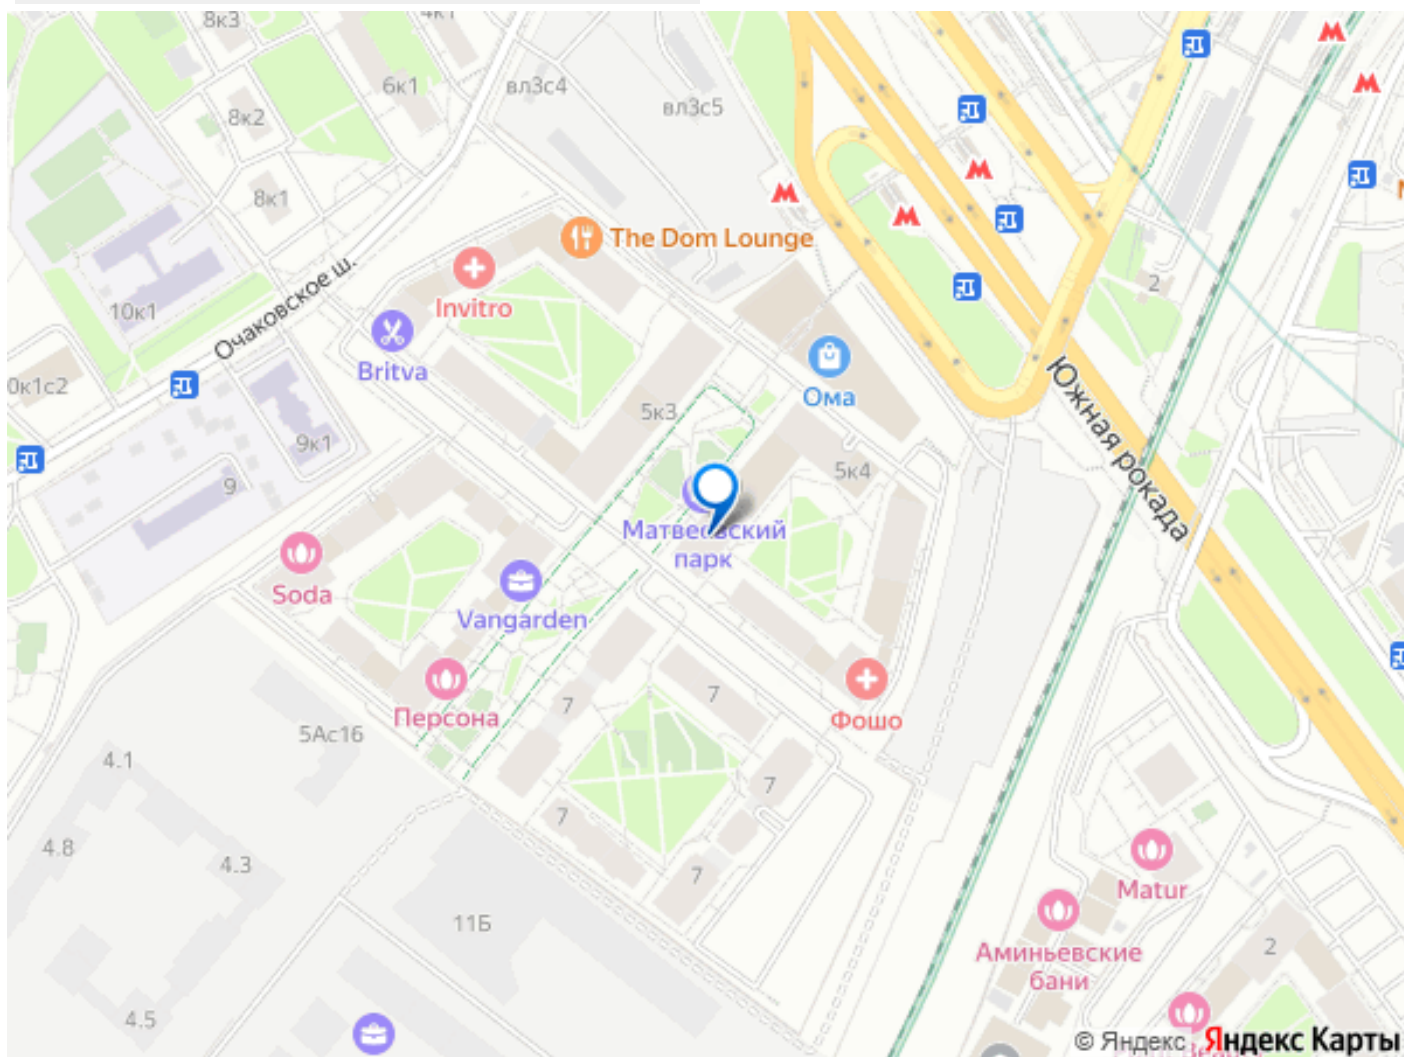 8к3
4к1
6к1
вл3с4
вл3с5
8к2
8к1
The Dom Lounge
Invitro
2
10к1
Очаковское ш.
Britva
0к1с2
Ома
5к3
Южная рокада
9к1
5к4
9
Матвеевский
парк
Soda
Vangarden
7
7
Персона
Фошо
5Ас16
4.1
7
7
4.8
4.3
7
Matur
11Б
2
Аминьевские
бани
4.5
© Яндекс Яндекс Карты